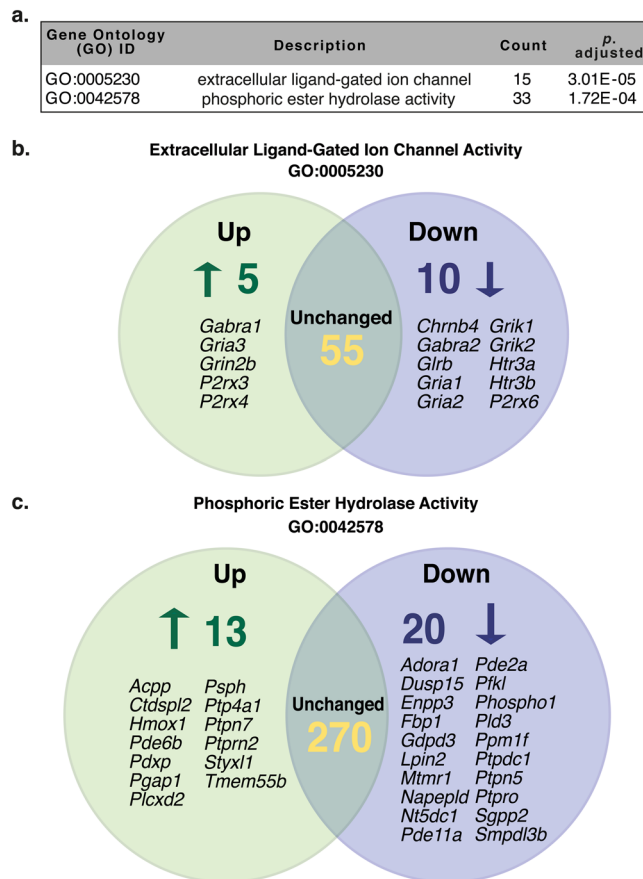 a.
Gene Ontology (GO) ID Description Count p. adjusted
GO:0005230 extracellular ligand-gated ion channel 15 3.01E-05
GO:0042578 phosphoric ester hydrolase activity 33 1.72E-04
b.
Extracellular Ligand-Gated Ion Channel Activity
GO:0005230
Up
5
Gabra1
Gria3
Grin2b
P2rx3
P2rx4
Unchanged
55
Down
10
Chrnb4 Grik1
Gabra2 Grik2
Glrb Htr3a
Gria1 Htr3b
Gria2 P2rx6
c.
Phosphoric Ester Hydrolase Activity
GO:0042578
Up
13
Acpp Psph
Ctdspl2 Ptp4a1
Hmox1 Ptpn7
Pde6b Ptprn2
Pdxp Styxl1
Pgap1 Tmem55b
Plcxd2
Unchanged
270
Down
20
Adora1 Pde2a
Dusp15 Pfkl
Enpp3 Phospho1
Fbp1 Pld3
Gdpd3 Ppm1f
Lpin2 Ptpdc1
Mtmr1 Ptpn5
Napepld Ptpro
Nt5dc1 Sgpp2
Pde11a Smpdl3b